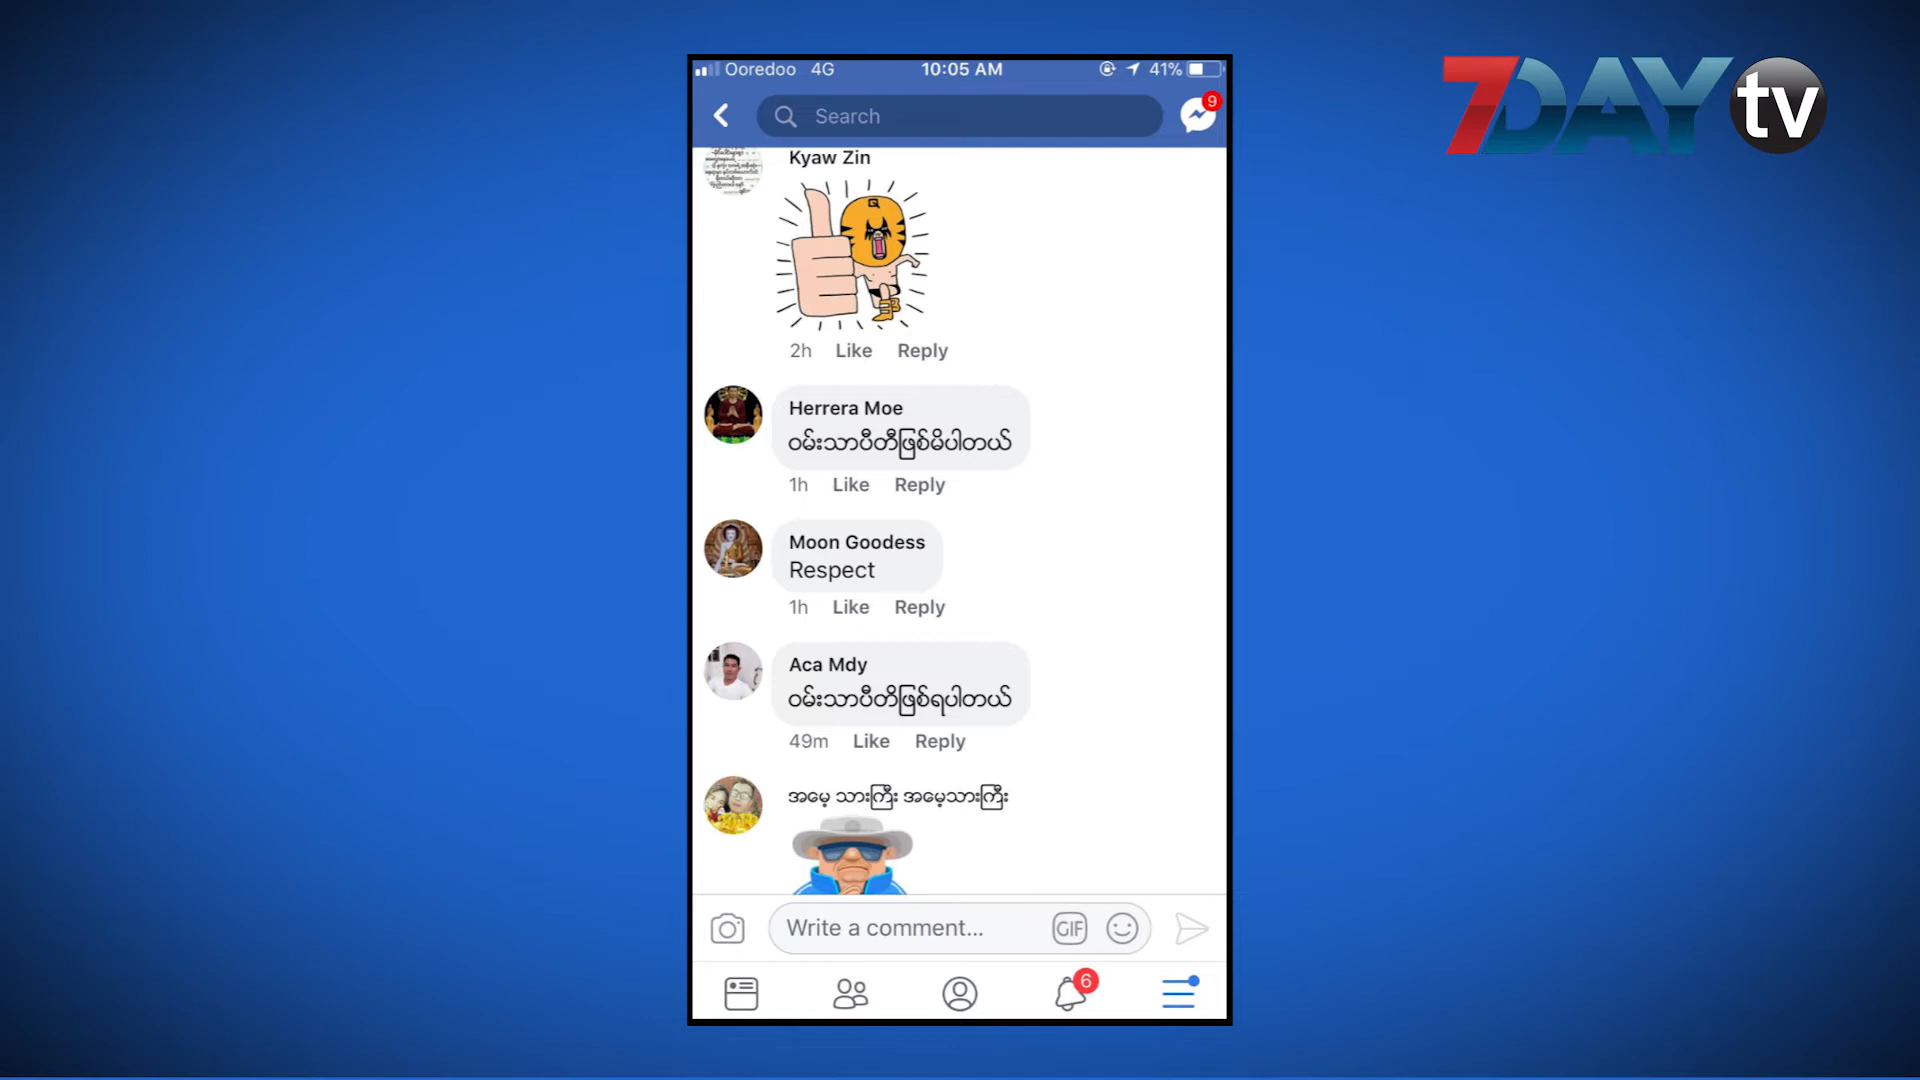 Ooredoo 4G 10:05 AM 41%
7DAY tv
Search 9
Kyaw Zin
2h Like Reply
Herrera Moe
ဝမ်းသာပီတီဖြစ်မိပါတယ်
1h Like Reply
Moon Goodess
Respect
1h Like Reply
Aca Mdy
ဝမ်းသာပီတိဖြစ်ရပါတယ်
49m Like Reply
အမေ့ သားကြီး အမေ့သားကြီး
Write a comment... GIF
6